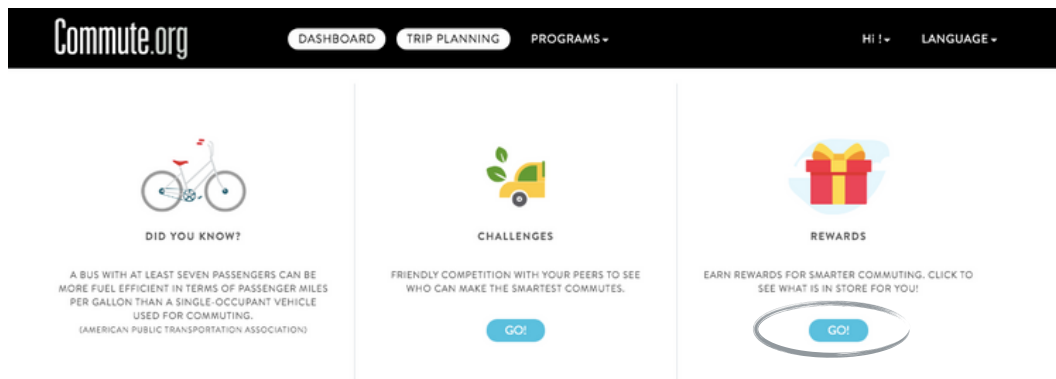 Commute.org
DASHBOARD
TRIP PLANNING
PROGRAMS
Hi !
LANGUAGE
DID YOU KNOW?
A BUS WITH AT LEAST SEVEN PASSENGERS CAN BE
MORE FUEL EFFICIENT IN TERMS OF PASSENGER MILES
PER GALLON THAN A SINGLE-OCCUPANT VEHICLE
USED FOR COMMUTING.
(AMERICAN PUBLIC TRANSPORTATION ASSOCIATION)
CHALLENGES
FRIENDLY COMPETITION WITH YOUR PEERS TO SEE
WHO CAN MAKE THE SMARTEST COMMUTES.
GO!
REWARDS
EARN REWARDS FOR SMARTER COMMUTING. CLICK TO
SEE WHAT IS IN STORE FOR YOU!
GO!